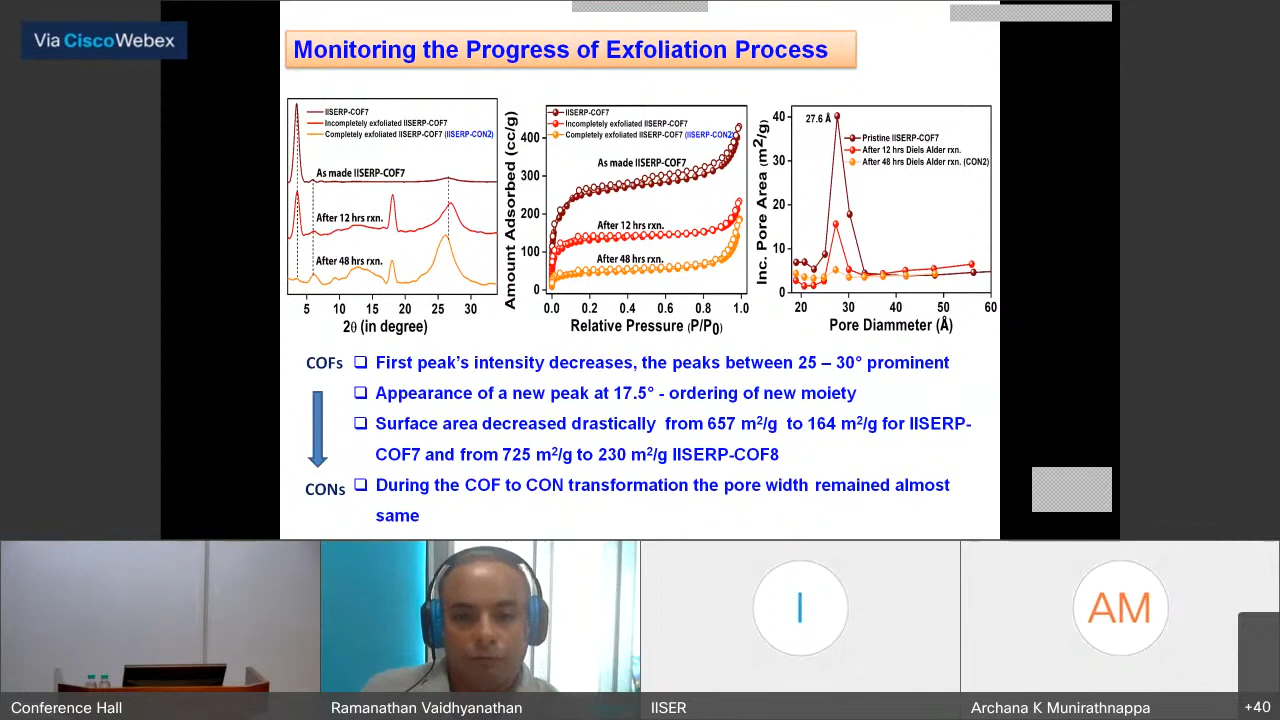 Via Cisco Webex
Monitoring the Progress of Exfoliation Process
IISERP-COF7
Incompletely exfoliated IISERP-COF7
Completely exfoliated IISERP-COF7 (IISERP-CON2)
As made IISERP-COF7
After 12 hrs rxn.
After 48 hrs rxn.
5 10 15 20 25 30
2θ (in degree)
Amount Adsorbed (cc/g)
400
300
200
100
0
IISERP-COF7
Incompletely exfoliated IISERP-COF7
Completely exfoliated IISERP-COF7 (IISERP-CON2)
As made IISERP-COF7
After 12 hrs rxn.
After 48 hrs rxn.
0.0 0.2 0.4 0.6 0.8 1.0
Relative Pressure (P/P0)
Inc. Pore Area (m²/g)
40
30
20
10
0
27.6 Å
Pristine IISERP-COF7
After 12 hrs Diels Alder rxn.
After 48 hrs Diels Alder rxn. (CON2)
20 30 40 50 60
Pore Diammeter (Å)
COFs
❑ First peak's intensity decreases, the peaks between 25 – 30° prominent
❑ Appearance of a new peak at 17.5° - ordering of new moiety
❑ Surface area decreased drastically from 657 m²/g to 164 m²/g for IISERP-
COF7 and from 725 m²/g to 230 m²/g IISERP-COF8
CONs
❑ During the COF to CON transformation the pore width remained almost
same
I
AM
Conference Hall
Ramanathan Vaidhyanathan
IISER
Archana K Munirathnappa
+40